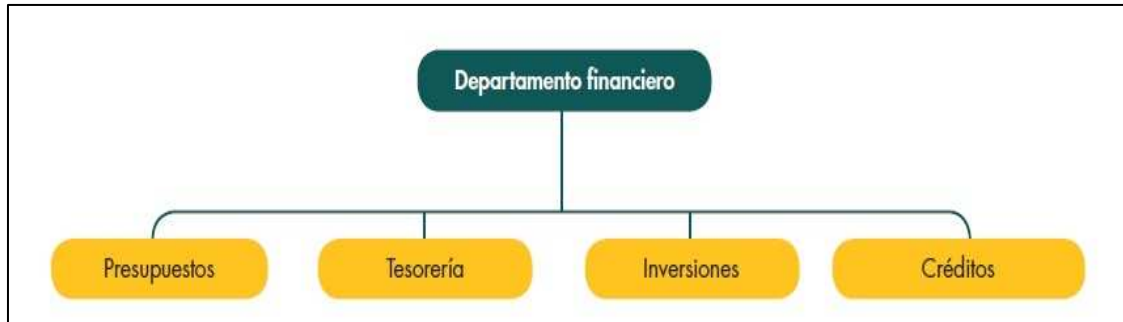 Departamento financiero
Presupuestos
Tesorería
Inversiones
Créditos